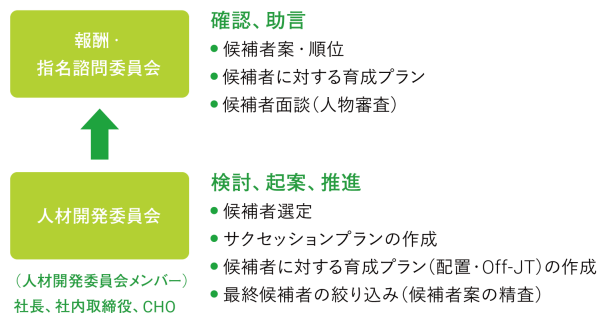 報酬・
指名諮問委員会
確認、助言
●候補者案・順位
●候補者に対する育成プラン
●候補者面談（人物審査）
人材開発委員会
（人材開発委員会メンバー）
社長、社内取締役、CHO
検討、起案、推進
●候補者選定
●サクセッションプランの作成
●候補者に対する育成プラン（配置・Off-JT）の作成
●最終候補者の絞り込み（候補者案の精査）